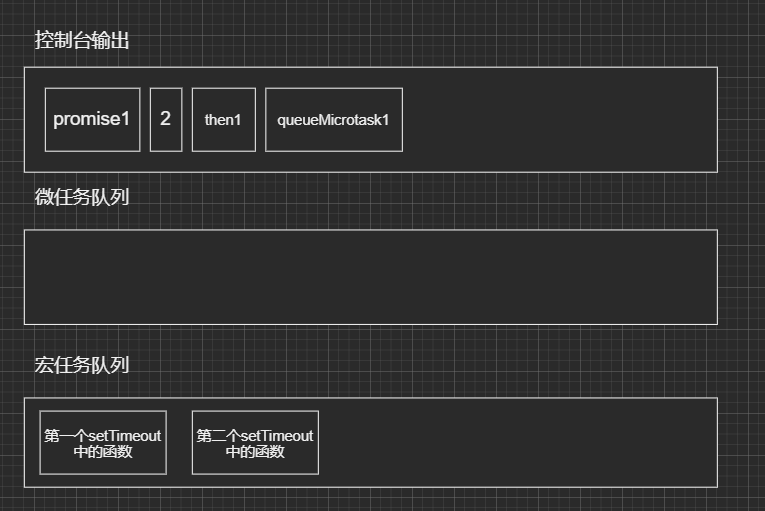 控制台输出
promise1
2
then1
queueMicrotask1
微任务队列
宏任务队列
第一个setTimeout
中的函数
第二个setTimeout
中的函数